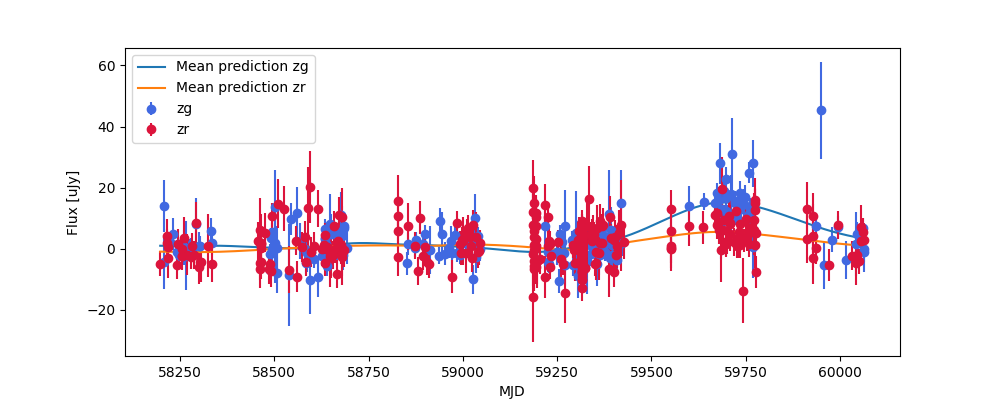 Mean prediction zg
Mean prediction zr
zg
zr
60
40
20
0
−20
Flux [uJy]
58250 58500 58750 59000 59250 59500 59750 60000
MJD